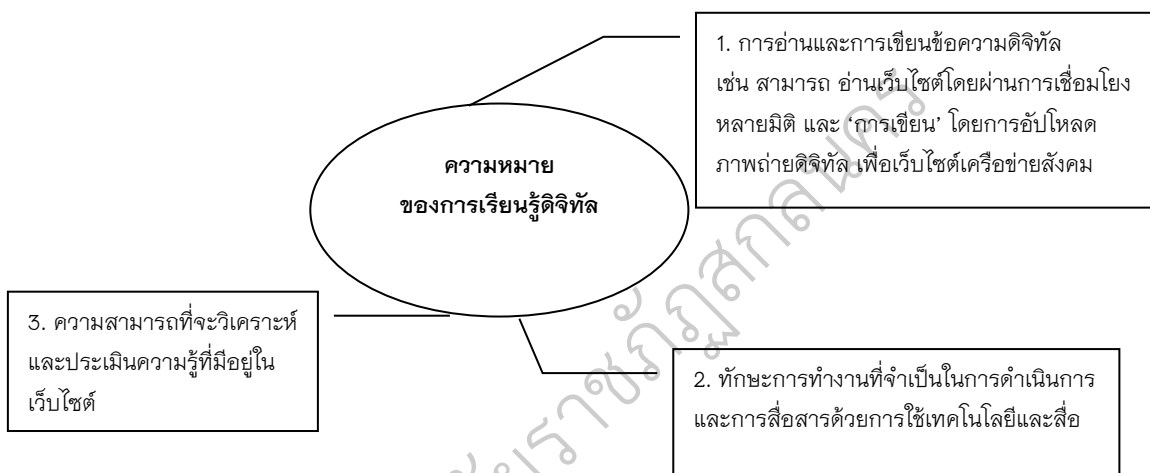 1. การอ่านและการเขียนข้อความดิจิทัล
เช่น สามารถ อ่านเว็บไซต์โดยผ่านการเชื่อมโยง
หลายมิติ และ ‘การเขียน’ โดยการอัปโหลด
ภาพถ่ายดิจิทัล เพื่อเว็บไซต์เครือข่ายสังคม
ความหมาย
ของการเรียนรู้ดิจิทัล
3. ความสามารถที่จะวิเคราะห์
และประเมินความรู้ที่มีอยู่ใน
เว็บไซต์
2. ทักษะการทำงานที่จำเป็นในการดำเนินการ
และการสื่อสารด้วยการใช้เทคโนโลยีและสื่อ
ราชภัฏสกลนคร